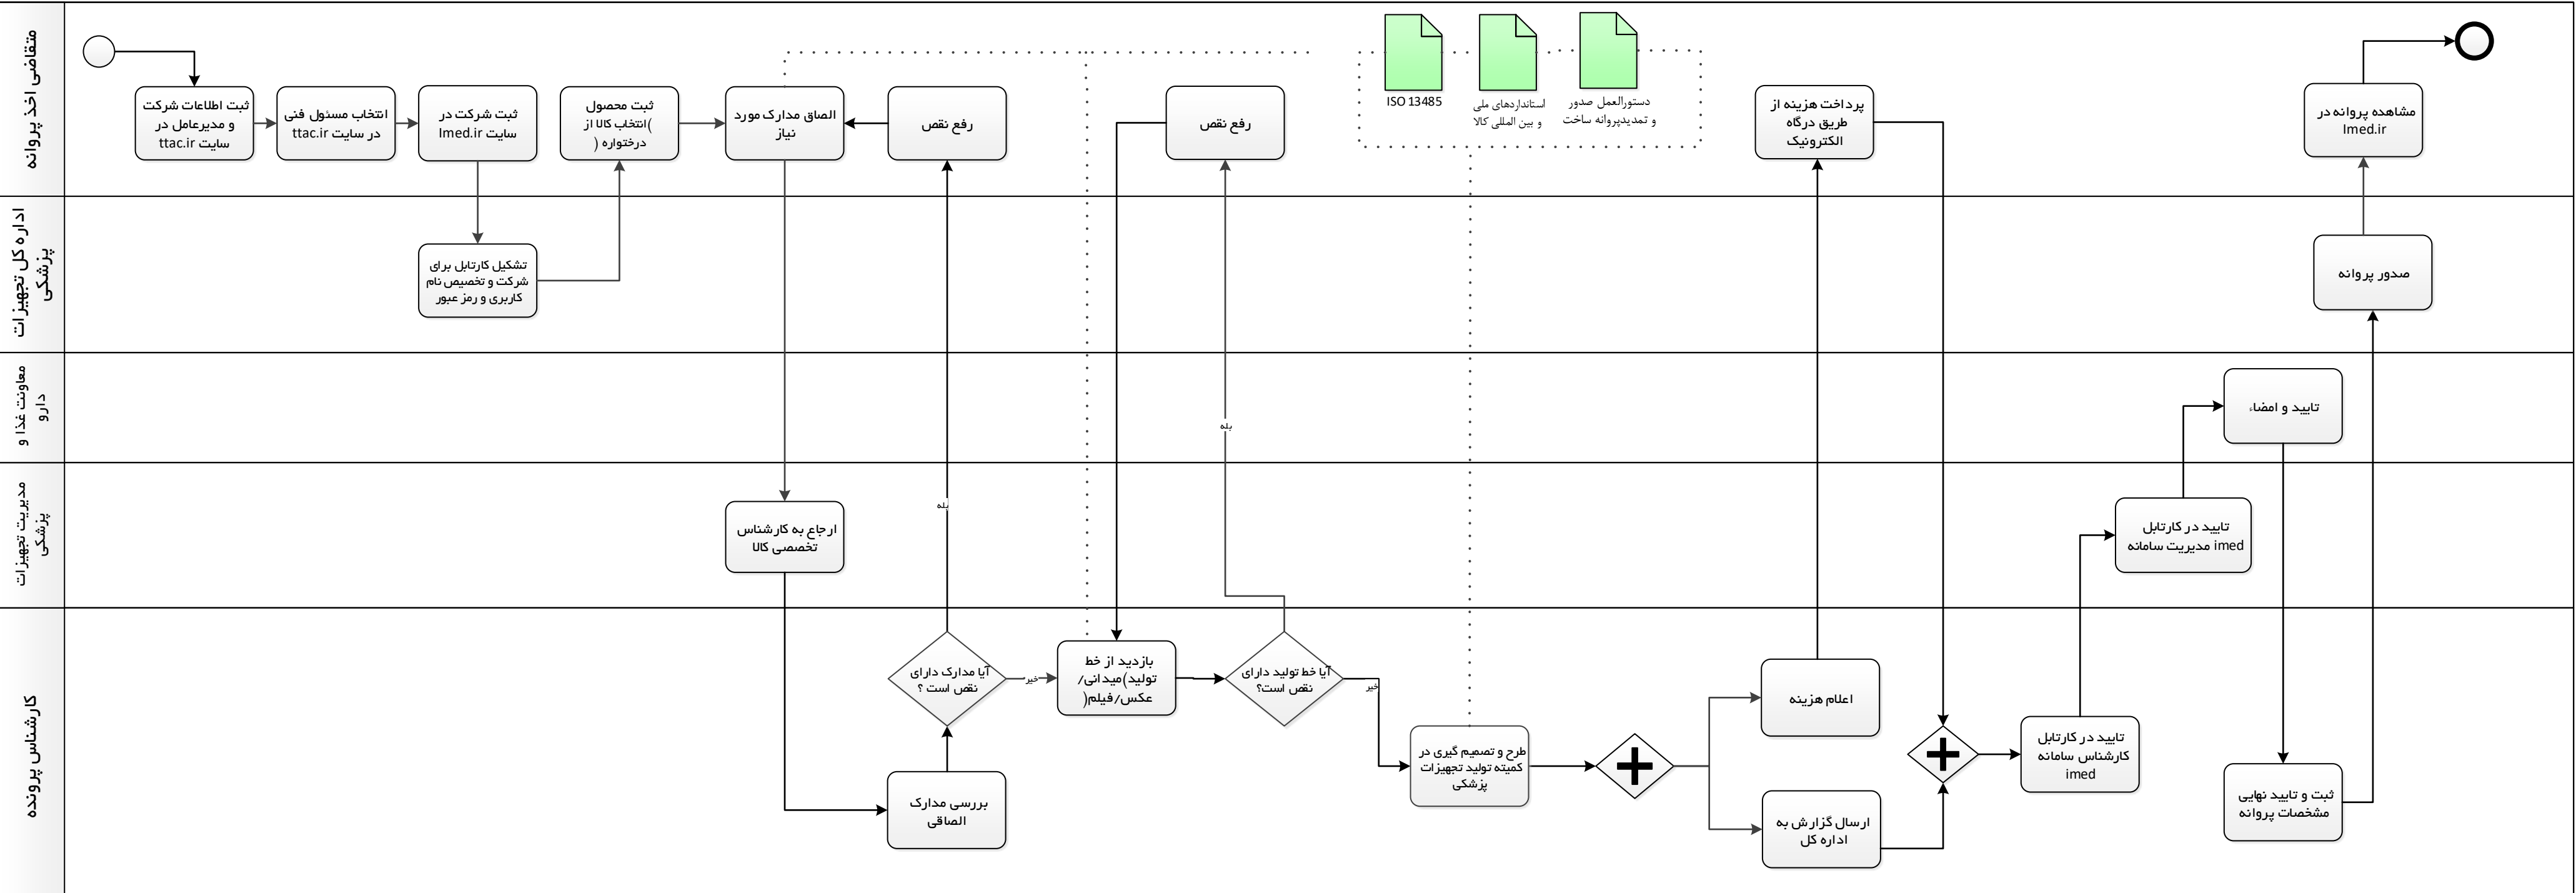 متقاضی اخذ پروانه
ثبت اطلاعات شرکت
و مدیرعامل در
سایت ttac.ir
انتخاب مسئول فنی
در سایت ttac.ir
ثبت شرکت در
سایت Imed.ir
ثبت محصول
)انتخاب کالا از
درختواره (
الصاق مدارک مورد
نیاز
رفع نقص
رفع نقص
ISO 13485
استانداردهای ملی
و بین المللی کالا
دستورالعمل صدور
و تمدیدپروانه ساخت
پرداخت هزینه از
طریق درگاه
الکترونیک
مشاهده پروانه در
Imed.ir
اداره کل تجهیزات
پزشکی
تشکیل کارتابل برای
شرکت و تخصیص نام
کاربری و رمز عبور
صدور پروانه
معاونت غذا و
دارو
بله
تایید و امضاء
مدیریت تجهیزات
پزشکی
ارجاع به کارشناس
تخصصی کالا
بله
تایید در کارتابل
مدیریت سامانه imed
کارشناس پرونده
بررسی مدارک
الصاقی
آیا مدارک دارای
نقص است ؟
خیر
بازدید از خط
تولید)میدانی/
عکس/فیلم(
آیا خط تولید دارای
نقص است؟
خیر
طرح و تصمیم گیری در
کمیته تولید تجهیزات
پزشکی
اعلام هزینه
ارسال گزارش به
اداره کل
تایید در کارتابل
کارشناس سامانه
imed
ثبت و تایید نهایی
مشخصات پروانه